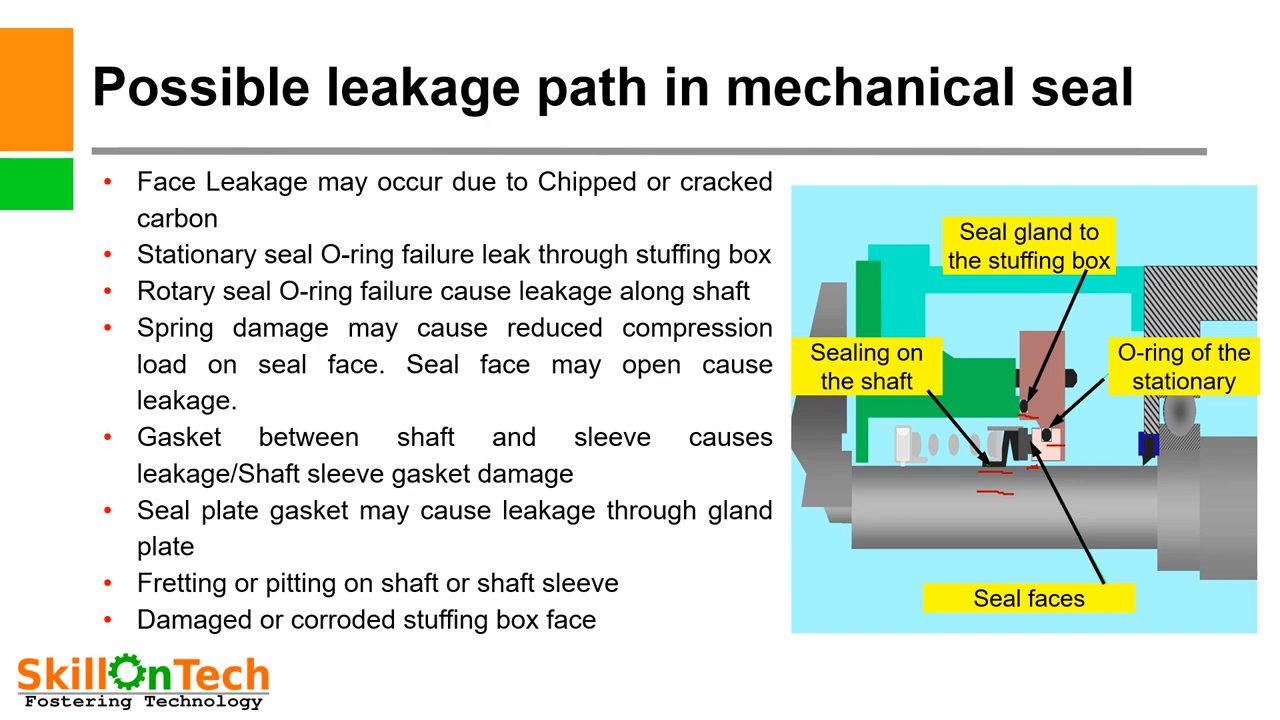 Possible leakage path in mechanical seal
• Face Leakage may occur due to Chipped or cracked
carbon
• Stationary seal O-ring failure leak through stuffing box
• Rotary seal O-ring failure cause leakage along shaft
• Spring damage may cause reduced compression
load on seal face. Seal face may open cause
leakage.
• Gasket between shaft and sleeve causes
leakage/Shaft sleeve gasket damage
• Seal plate gasket may cause leakage through gland
plate
• Fretting or pitting on shaft or shaft sleeve
• Damaged or corroded stuffing box face
Seal gland to
the stuffing box
Sealing on
the shaft
O-ring of the
stationary
Seal faces
SkillOnTech
Fostering Technology